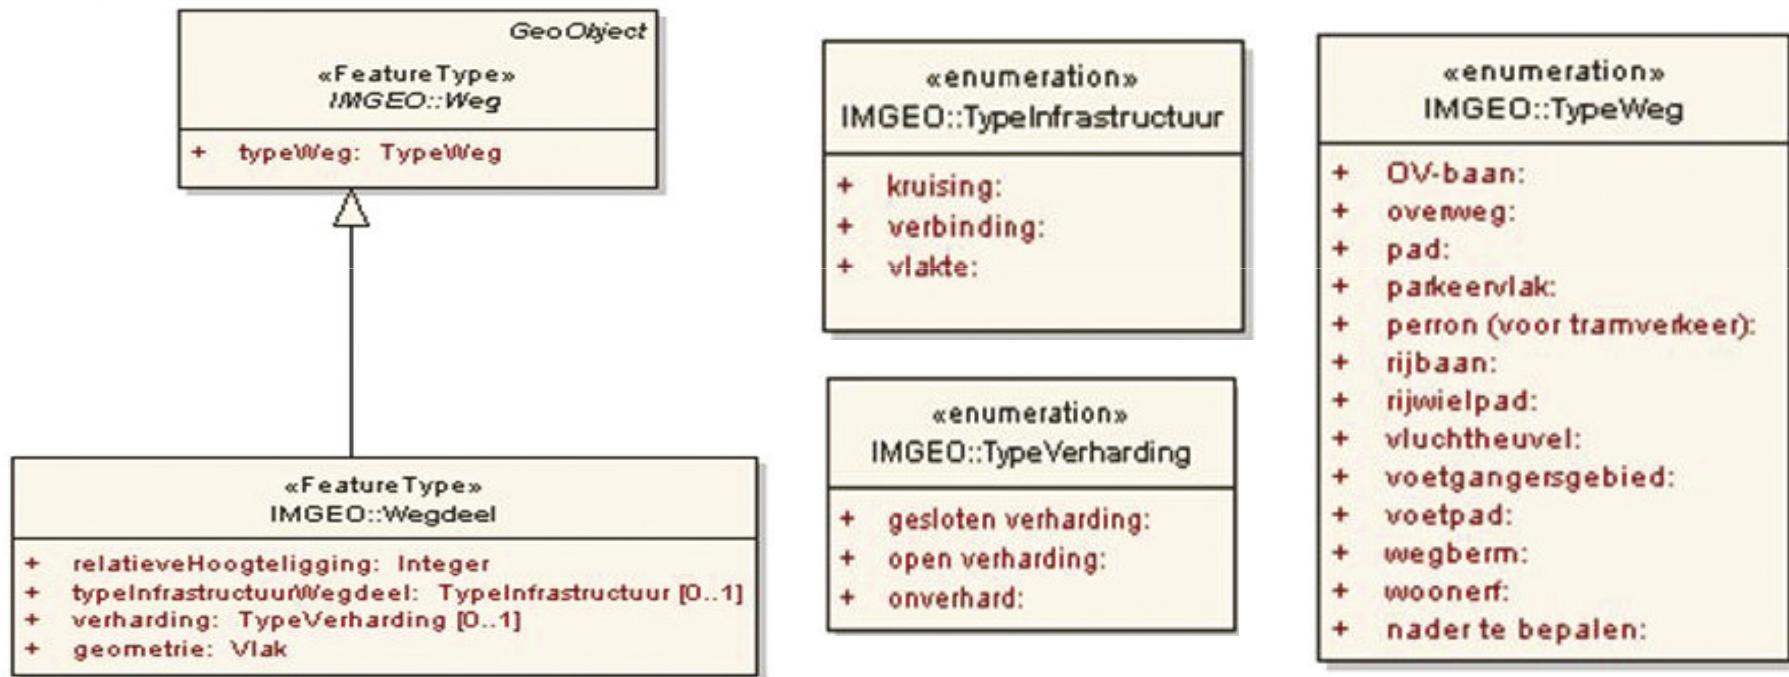 GeoObject
«FeatureType»
IMGEO::Weg
+ typeWeg: TypeWeg
«FeatureType»
IMGEO::Wegdeel
+ relatieveHoogteligging: Integer
+ typeInfrastructuurWegdeel: TypeInfrastructuur [0..1]
+ verharding: TypeVerharding [0..1]
+ geometrie: Vlak
«enumeration»
IMGEO::TypeInfrastructuur
+ kruising:
+ verbinding:
+ vlakte:
«enumeration»
IMGEO::TypeVerharding
+ gesloten verharding:
+ open verharding:
+ onverhard:
«enumeration»
IMGEO::TypeWeg
+ OV-baan:
+ overweg:
+ pad:
+ parkeervlak:
+ perron (voor tramverkeer):
+ rijbaan:
+ rijwielpad:
+ vluchtheuvel:
+ voetgangersgebied:
+ voetpad:
+ wegberm:
+ woonerf:
+ nader te bepalen: